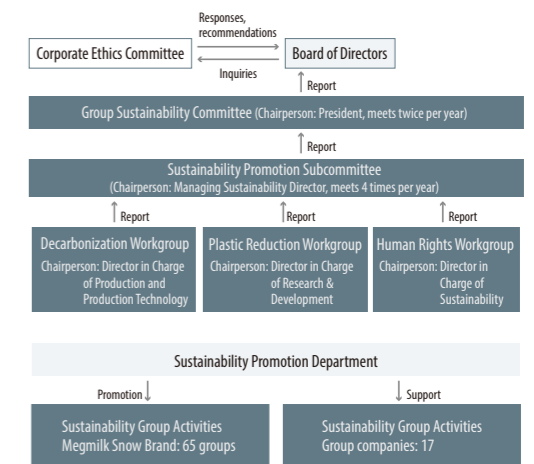 Responses,
recommendations
Corporate Ethics Committee
Board of Directors
Inquiries
Report
Group Sustainability Committee (Chairperson: President, meets twice per year)
Report
Sustainability Promotion Subcommittee
(Chairperson: Managing Sustainability Director, meets 4 times per year)
Report
Report
Report
Decarbonization Workgroup
Chairperson: Director in Charge
of Production and
Production Technology
Plastic Reduction Workgroup
Chairperson: Director in Charge
of Research &
Development
Human Rights Workgroup
Chairperson: Director in
Charge of
Sustainability
Sustainability Promotion Department
Promotion
Support
Sustainability Group Activities
Megmilk Snow Brand: 65 groups
Sustainability Group Activities
Group companies: 17